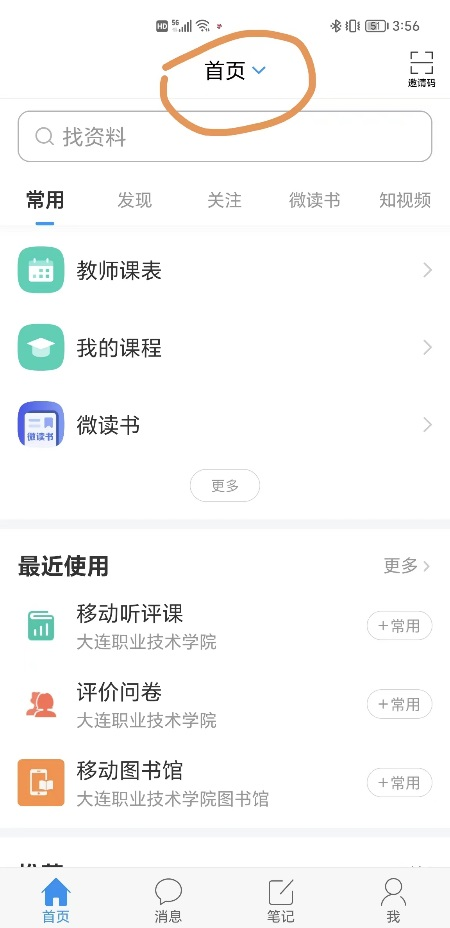 HD 5G 51 3:56
首页
邀请码
找资料
常用 发现 关注 微读书 知视频
教师课表
我的课程
微读书
微读书
更多
最近使用 更多
移动听评课
大连职业技术学院
+常用
评价问卷
大连职业技术学院
+常用
移动图书馆
大连职业技术学院图书馆
+常用
首页 消息 笔记 我